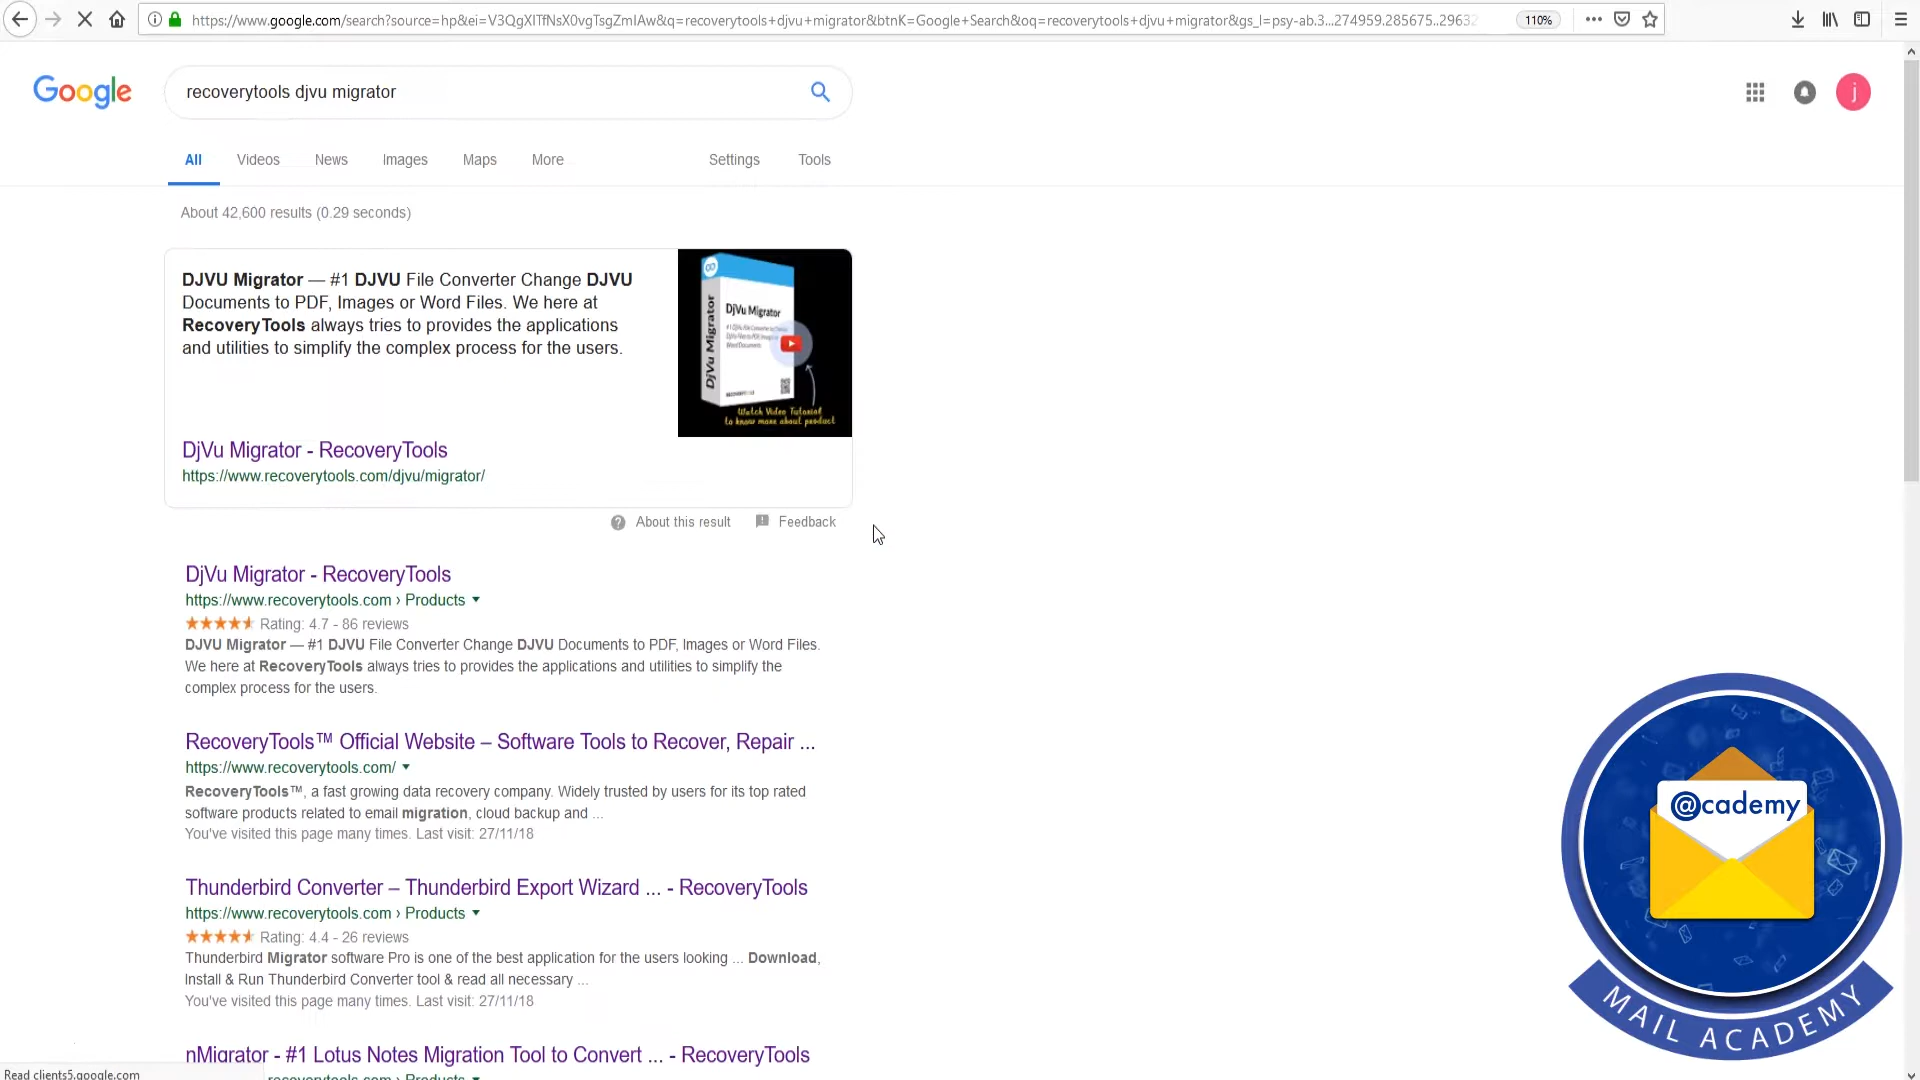 https://www.google.com/search?source=hp&ei=V3QgXITfNsX0vgTsgZmIAw&q=recoverytools+djvu+migrator&btnK=Google+Search&oq=recoverytools+djvu+migrator&gs_l=psy-ab.3...274959.285675..29632
110%
Google
recoverytools djvu migrator
j
All Videos News Images Maps More Settings Tools
About 42,600 results (0.29 seconds)
DJVU Migrator — #1 DJVU File Converter Change DJVU
Documents to PDF, Images or Word Files. We here at
RecoveryTools always tries to provides the applications
and utilities to simplify the complex process for the users.
DjVu Migrator
DjVu Migrator
Watch Video Tutorial
to know more about product
DjVu Migrator - RecoveryTools
https://www.recoverytools.com/djvu/migrator/
About this result Feedback
DjVu Migrator - RecoveryTools
https://www.recoverytools.com › Products
Rating: 4.7 - 86 reviews
DJVU Migrator — #1 DJVU File Converter Change DJVU Documents to PDF, Images or Word Files.
We here at RecoveryTools always tries to provides the applications and utilities to simplify the
complex process for the users.
RecoveryTools™ Official Website – Software Tools to Recover, Repair ...
https://www.recoverytools.com/
RecoveryTools™, a fast growing data recovery company. Widely trusted by users for its top rated
software products related to email migration, cloud backup and ...
You've visited this page many times. Last visit: 27/11/18
Thunderbird Converter – Thunderbird Export Wizard ... - RecoveryTools
https://www.recoverytools.com › Products
Rating: 4.4 - 26 reviews
Thunderbird Migrator software Pro is one of the best application for the users looking ... Download,
Install & Run Thunderbird Converter tool & read all necessary ...
You've visited this page many times. Last visit: 27/11/18
nMigrator - #1 Lotus Notes Migration Tool to Convert ... - RecoveryTools
recoverytools.com › Products
Read clients5.google.com
@cademy
MAIL ACADEMY